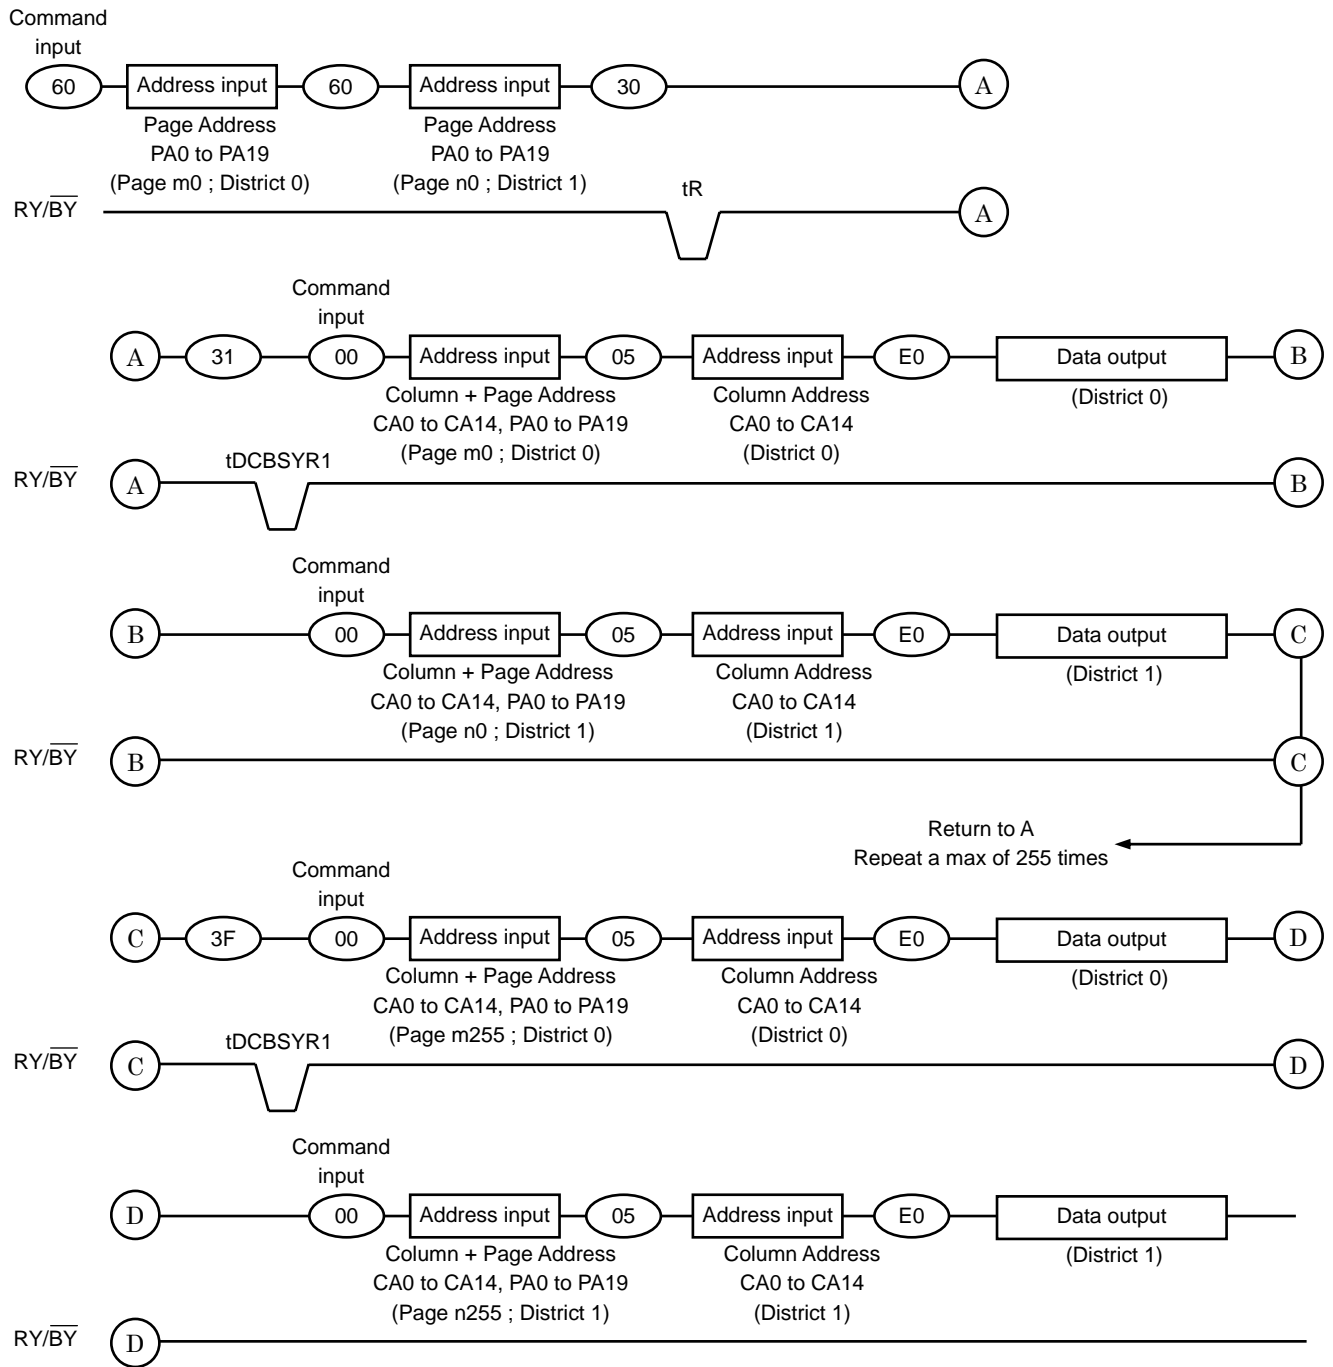 Command
input
60 Address input 60 Address input 30 A
Page Address Page Address
PA0 to PA19 PA0 to PA19
(Page m0 ; District 0) (Page n0 ; District 1)
tR
RY/BY A
Command
input
A 31 00 Address input 05 Address input E0 Data output B
Column + Page Address Column Address (District 0)
CA0 to CA14, PA0 to PA19 CA0 to CA14
(Page m0 ; District 0) (District 0)
tDCBSYR1
RY/BY A B
Command
input
B 00 Address input 05 Address input E0 Data output C
Column + Page Address Column Address (District 1)
CA0 to CA14, PA0 to PA19 CA0 to CA14
(Page n0 ; District 1) (District 1)
RY/BY B C
Return to A
Repeat a max of 255 times
Command
input
C 3F 00 Address input 05 Address input E0 Data output D
Column + Page Address Column Address (District 0)
CA0 to CA14, PA0 to PA19 CA0 to CA14
(Page m255 ; District 0) (District 0)
tDCBSYR1
RY/BY C D
Command
input
D 00 Address input 05 Address input E0 Data output
Column + Page Address Column Address (District 1)
CA0 to CA14, PA0 to PA19 CA0 to CA14
(Page n255 ; District 1) (District 1)
RY/BY D